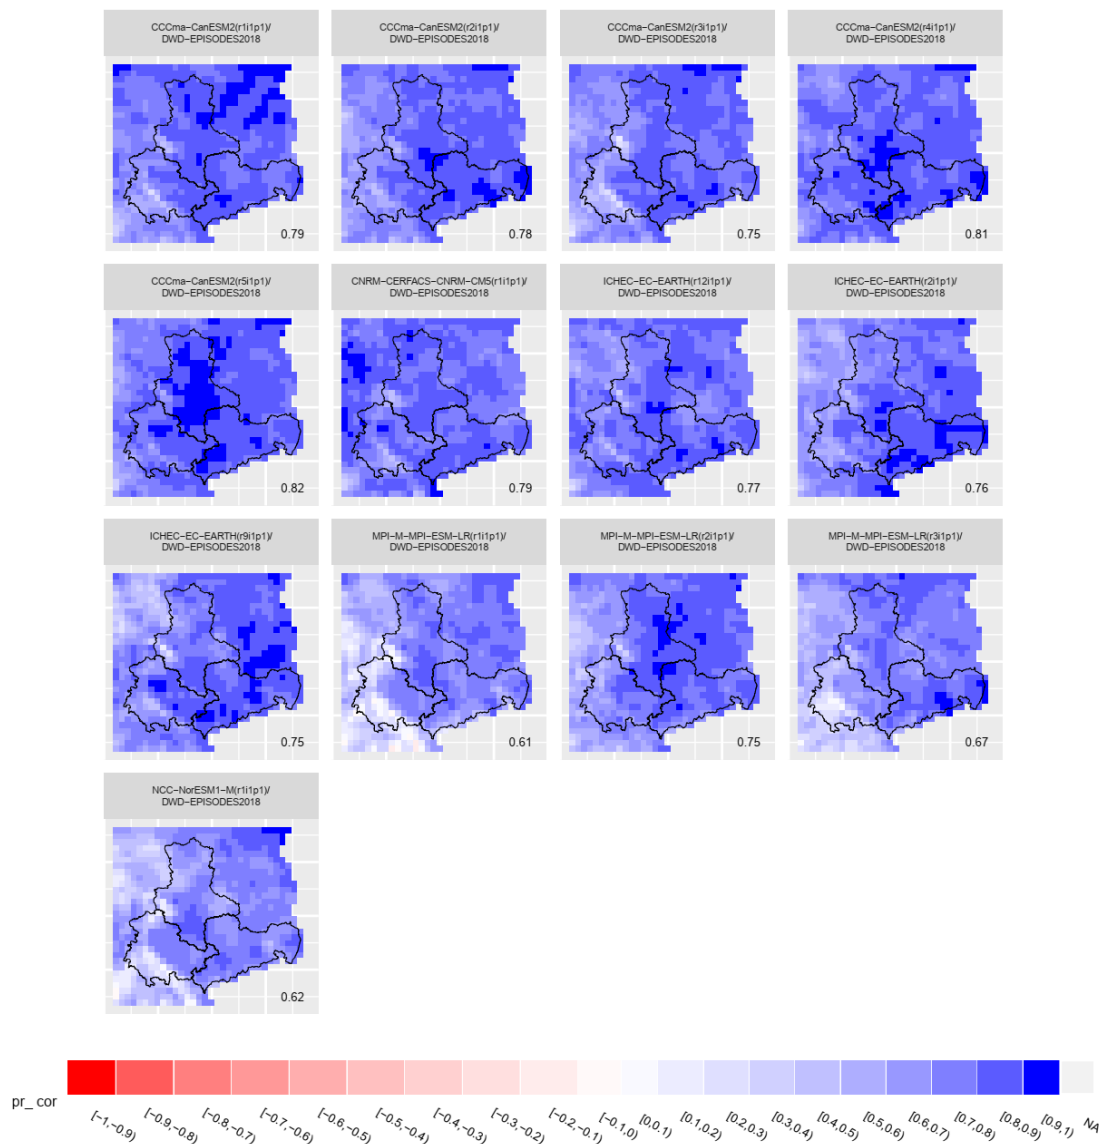 CCCma−CanESM2(r1i1p1)/
DWD−EPISODES2018
CCCma−CanESM2(r2i1p1)/
DWD−EPISODES2018
CCCma−CanESM2(r3i1p1)/
DWD−EPISODES2018
CCCma−CanESM2(r4i1p1)/
DWD−EPISODES2018
0.79
0.78
0.75
0.81
CCCma−CanESM2(r5i1p1)/
DWD−EPISODES2018
CNRM−CERFACS−CNRM−CM5(r1i1p1)/
DWD−EPISODES2018
ICHEC−EC−EARTH(r12i1p1)/
DWD−EPISODES2018
ICHEC−EC−EARTH(r2i1p1)/
DWD−EPISODES2018
0.82
0.79
0.77
0.76
ICHEC−EC−EARTH(r9i1p1)/
DWD−EPISODES2018
MPI−M−MPI−ESM−LR(r1i1p1)/
DWD−EPISODES2018
MPI−M−MPI−ESM−LR(r2i1p1)/
DWD−EPISODES2018
MPI−M−MPI−ESM−LR(r3i1p1)/
DWD−EPISODES2018
0.75
0.61
0.75
0.67
NCC−NorESM1−M(r1i1p1)/
DWD−EPISODES2018
0.62
pr_ cor
[−1,−0.9)
[−0.9,−0.8)
[−0.8,−0.7)
[−0.7,−0.6)
[−0.6,−0.5)
[−0.5,−0.4)
[−0.4,−0.3)
[−0.3,−0.2)
[−0.2,−0.1)
[−0.1,0)
[0,0.1)
[0.1,0.2)
[0.2,0.3)
[0.3,0.4)
[0.4,0.5)
[0.5,0.6)
[0.6,0.7)
[0.7,0.8)
[0.8,0.9)
[0.9,1)
NA